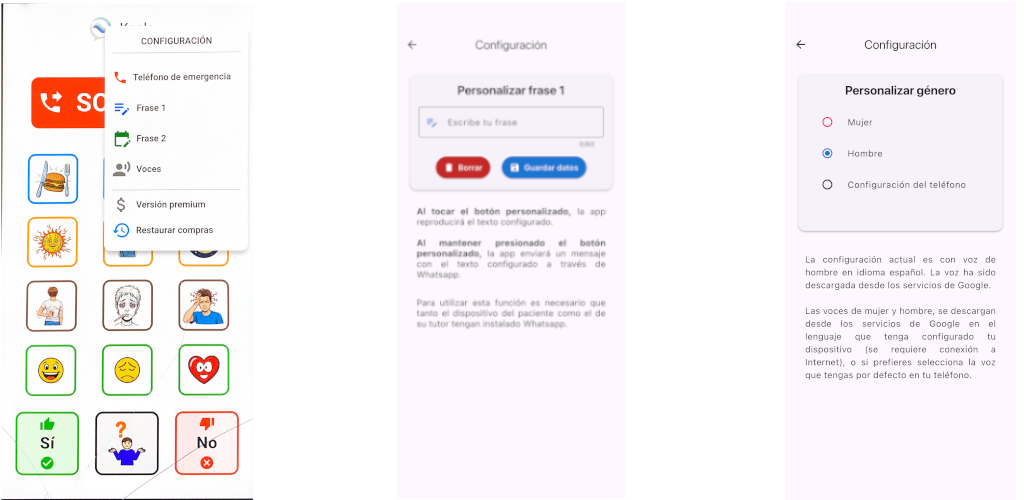 CONFIGURACIÓN
Teléfono de emergencia
Frase 1
Frase 2
Voces
Versión premium
Restaurar compras
Sí
No
Configuración
Personalizar frase 1
Escribe tu frase
Borrar
Guardar datos
Al tocar el botón personalizado, la app
reproducirá el texto configurado.
Al mantener presionado el botón
personalizado, la app enviará un mensaje
con el texto configurado a través de
Whatsapp.
Para utilizar esta función es necesario que
tanto el dispositivo del paciente como el de
su tutor tengan instalado Whatsapp.
Configuración
Personalizar género
Mujer
Hombre
Configuración del teléfono
La configuración actual es con voz de
hombre en idioma español. La voz ha sido
descargada desde los servicios de Google.
Las voces de mujer y hombre, se descargan
desde los servicios de Google en el
lenguaje que tenga configurado tu
dispositivo (se requiere conexión a
Internet), o si prefieres selecciona la voz
que tengas por defecto en tu teléfono.